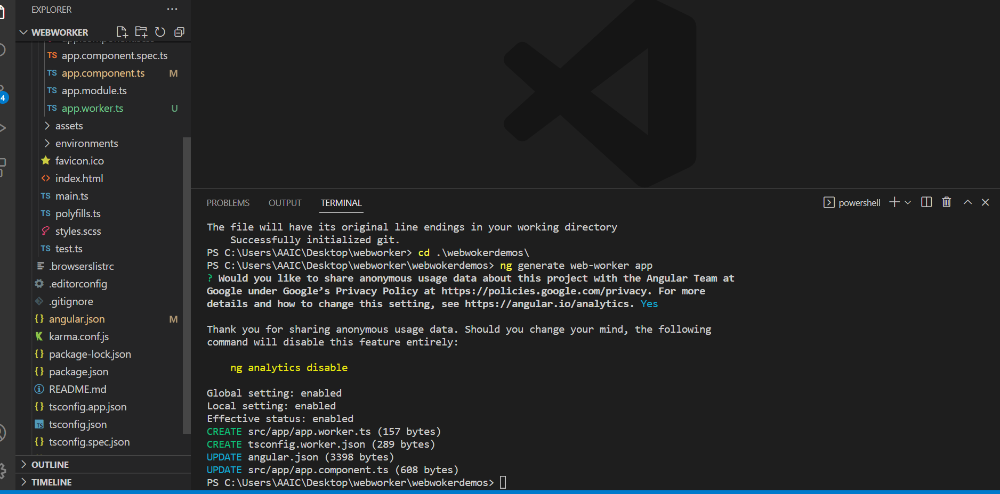 EXPLORER
WEBWORKER
app.component.spec.ts
app.component.ts M
app.module.ts
app.worker.ts U
assets
environments
favicon.ico
index.html
main.ts
polyfills.ts
styles.scss
test.ts
.browserslistrc
.editorconfig
.gitignore
angular.json M
karma.conf.js
package-lock.json
package.json
README.md
tsconfig.app.json
tsconfig.json
tsconfig.spec.json
OUTLINE
TIMELINE
4
PROBLEMS OUTPUT TERMINAL
powershell
The file will have its original line endings in your working directory
Successfully initialized git.
PS C:\Users\AAIC\Desktop\webworker> cd .\webwokerdemos\
PS C:\Users\AAIC\Desktop\webworker\webwokerdemos> ng generate web-worker app
? Would you like to share anonymous usage data about this project with the Angular Team at
Google under Google’s Privacy Policy at https://policies.google.com/privacy. For more
details and how to change this setting, see https://angular.io/analytics. Yes
Thank you for sharing anonymous usage data. Should you change your mind, the following
command will disable this feature entirely:
ng analytics disable
Global setting: enabled
Local setting: enabled
Effective status: enabled
CREATE src/app/app.worker.ts (157 bytes)
CREATE tsconfig.worker.json (289 bytes)
UPDATE angular.json (3398 bytes)
UPDATE src/app/app.component.ts (608 bytes)
PS C:\Users\AAIC\Desktop\webworker\webwokerdemos>